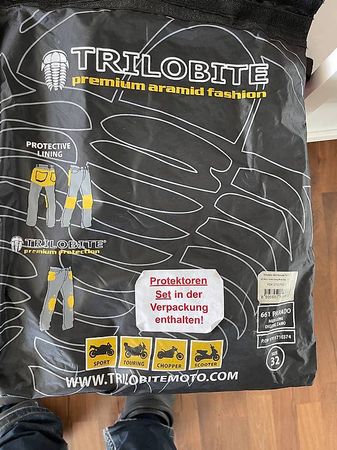 TRILOBITE®
premium aramid fashion
PROTECTIVE
LINING
TRILOBITE®
premium protection
Protektoren
Set in der
Verpackung
enthalten!
661 PARADO
SIZE
32
SPORT
TOURING
CHOPPER
SCOOTER
WWW.TRILOBITEMOTO.COM